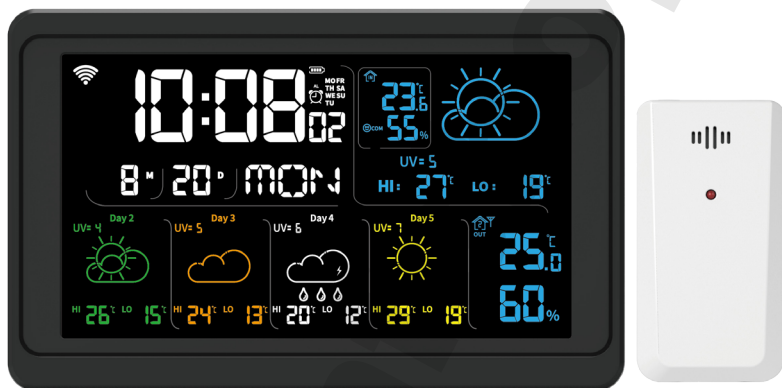 10:08 02
AL
MO FR
TH SA
WE SU
TU
23.6 ℃
COM 55%
UV= 5
HI: 27℃ LO: 19℃
8 M 20 D MON
Day 2
UV= 4
HI 26℃ LO 15℃
Day 3
UV= 5
HI 24℃ LO 13℃
Day 4
UV= 6
HI 20℃ LO 12℃
Day 5
UV= 7
HI 29℃ LO 19℃
OUT
25.0 ℃
60%